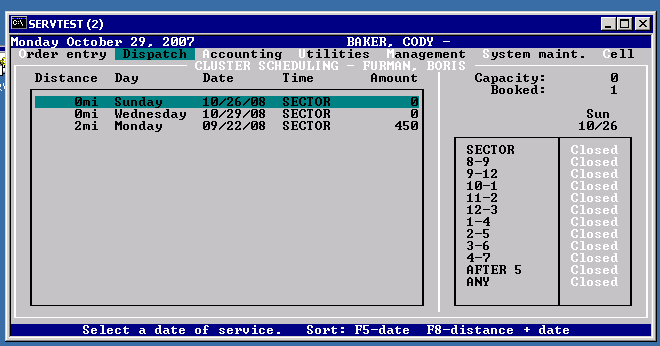 SERVTEST (2)
Monday October 29, 2007 BAKER, CODY -
Order entry Dispatch Accounting Utilities Management System maint. Cell
CLUSTER SCHEDULING - FURMAN, BORIS
Distance Day Date Time Amount
0mi Sunday 10/26/08 SECTOR 0
0mi Wednesday 10/29/08 SECTOR 0
2mi Monday 09/22/08 SECTOR 450
Capacity: 0
Booked: 1
Sun
10/26
SECTOR Closed
8-9 Closed
9-12 Closed
10-1 Closed
11-2 Closed
12-3 Closed
1-4 Closed
2-5 Closed
3-6 Closed
4-7 Closed
AFTER 5 Closed
ANY Closed
Select a date of service. Sort: F5-date F8-distance + date